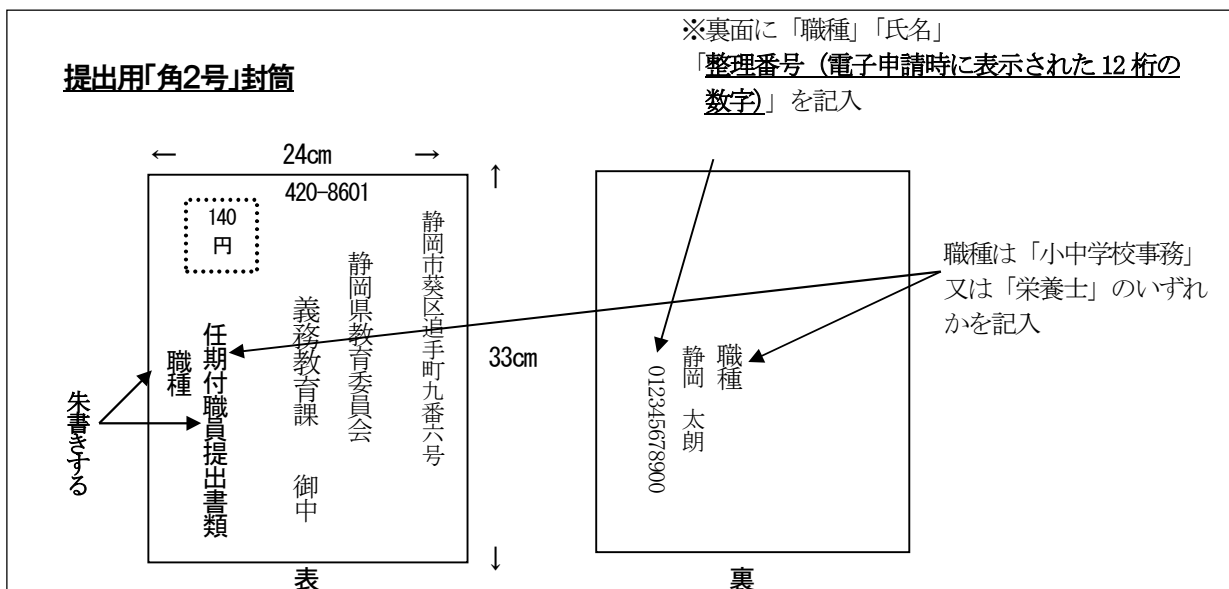 ※裏面に「職種」「氏名」
「整理番号（電子申請時に表示された 12 桁の
数字）」を記入
提出用「角2号」封筒
← 24cm →
420-8601
140
円
静岡市葵区追手町九番六号
静岡県教育委員会
義務教育課 御中
任期付職員提出書類
職種
朱書きする
↑
33cm
↓
表
職種
静岡 太朗
012345678900
裏
職種は「小中学校事務」
又は「栄養士」のいずれ
かを記入